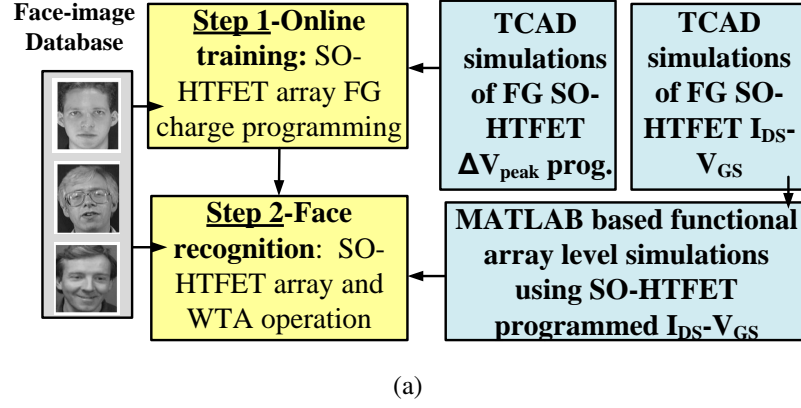 Face-image
Database
Step 1-Online
training: SO-
HTFET array FG
charge programming
TCAD
simulations
of FG SO-
HTFET
ΔVpeak prog.
TCAD
simulations
of FG SO-
HTFET IDS-
VGS
Step 2-Face
recognition: SO-
HTFET array and
WTA operation
MATLAB based functional
array level simulations
using SO-HTFET
programmed IDS-VGS
(a)